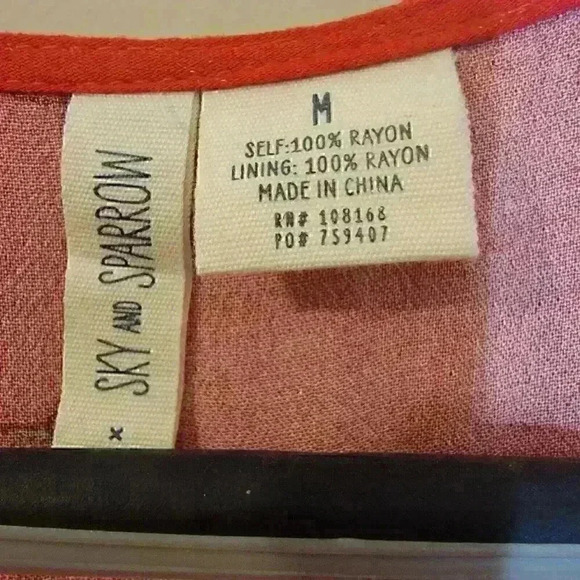 M
SELF:100% RAYON
LINING: 100% RAYON
MADE IN CHINA
RN# 108168
PO# 759407
x SKY AND SPARROW